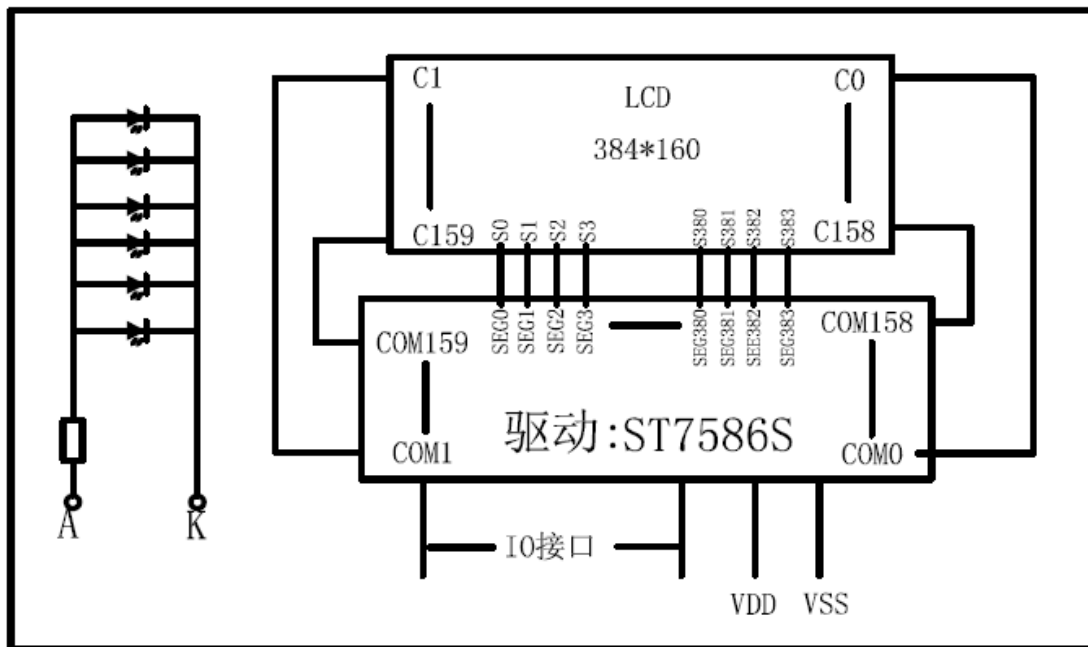 C1
C0
LCD
384*160
C159
S0
S1
S2
S3
S380
S381
S382
S383
C158
SEG0
SEG1
SEG2
SEG3
SEG380
SEG381
SEE382
SEG383
COM159
COM158
驱动:ST7586S
COM1
COM0
A
K
IO接口
VDD
VSS